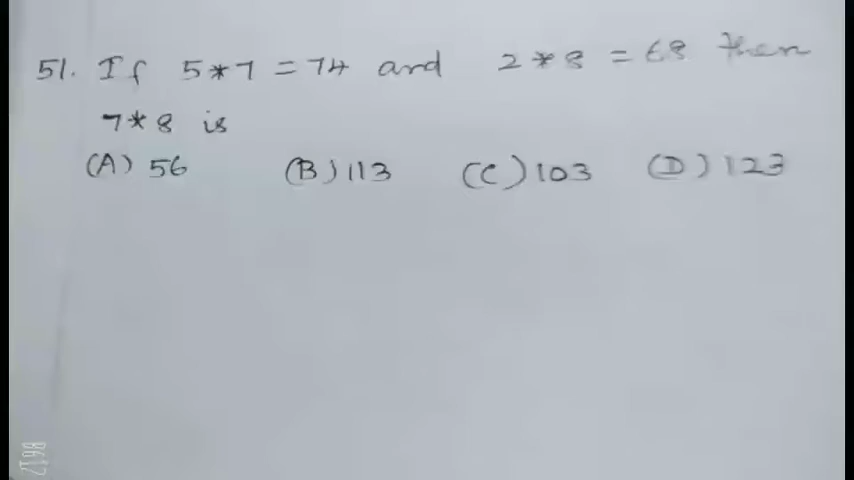 51. If 5*7 = 74 and 2*8 = 68 then
7*8 is
(A) 56 (B) 113 (C) 103 (D) 123